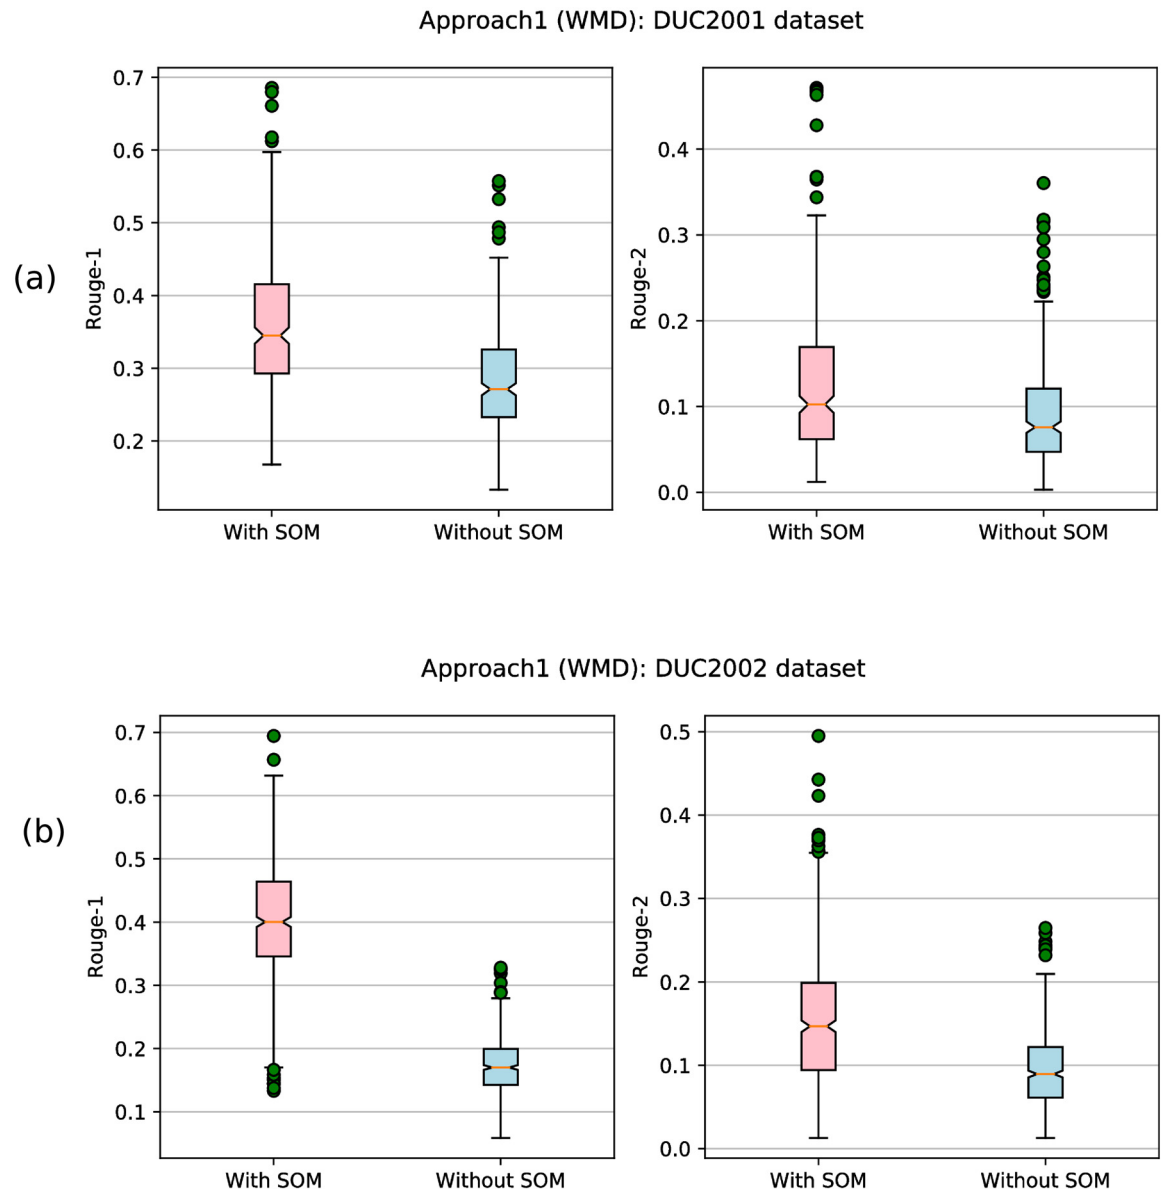 Approach1 (WMD): DUC2001 dataset
(a)
Rouge-1
0.7
0.6
0.5
0.4
0.3
0.2
With SOM
Without SOM
Rouge-2
0.4
0.3
0.2
0.1
0.0
With SOM
Without SOM
Approach1 (WMD): DUC2002 dataset
(b)
Rouge-1
0.7
0.6
0.5
0.4
0.3
0.2
0.1
With SOM
Without SOM
Rouge-2
0.5
0.4
0.3
0.2
0.1
0.0
With SOM
Without SOM